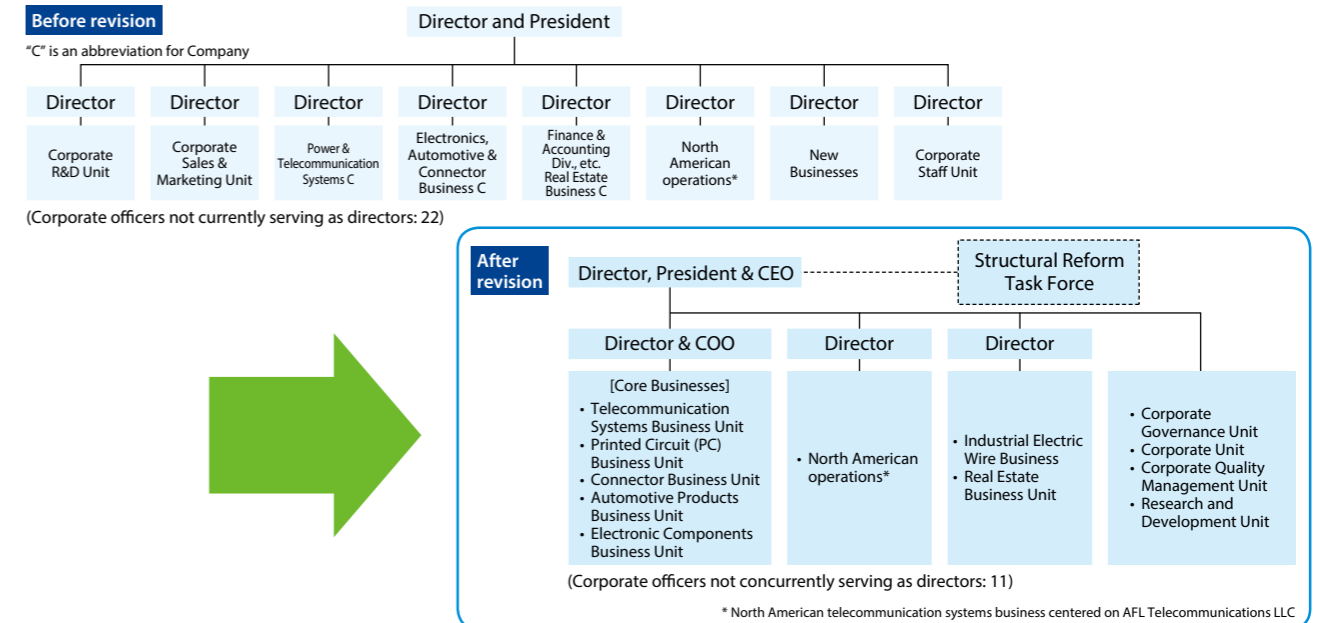 Before revision
Director and President
“C” is an abbreviation for Company
Director
Director
Director
Director
Director
Director
Director
Director
Corporate
R&D Unit
Corporate
Sales &
Marketing Unit
Power &
Telecommunication
Systems C
Electronics,
Automotive &
Connector
Business C
Finance &
Accounting
Div., etc.
Real Estate
Business C
North
American
operations*
New
Businesses
Corporate
Staff Unit
(Corporate officers not currently serving as directors: 22)
After
revision
Director, President & CEO
Structural Reform
Task Force
Director & COO
Director
Director
[Core Businesses]
• Telecommunication
Systems Business Unit
• Printed Circuit (PC)
Business Unit
• Connector Business Unit
• Automotive Products
Business Unit
• Electronic Components
Business Unit
• North American
operations*
• Industrial Electric
Wire Business
• Real Estate
Business Unit
• Corporate
Governance Unit
• Corporate Unit
• Corporate Quality
Management Unit
• Research and
Development Unit
(Corporate officers not concurrently serving as directors: 11)
* North American telecommunication systems business centered on AFL Telecommunications LLC